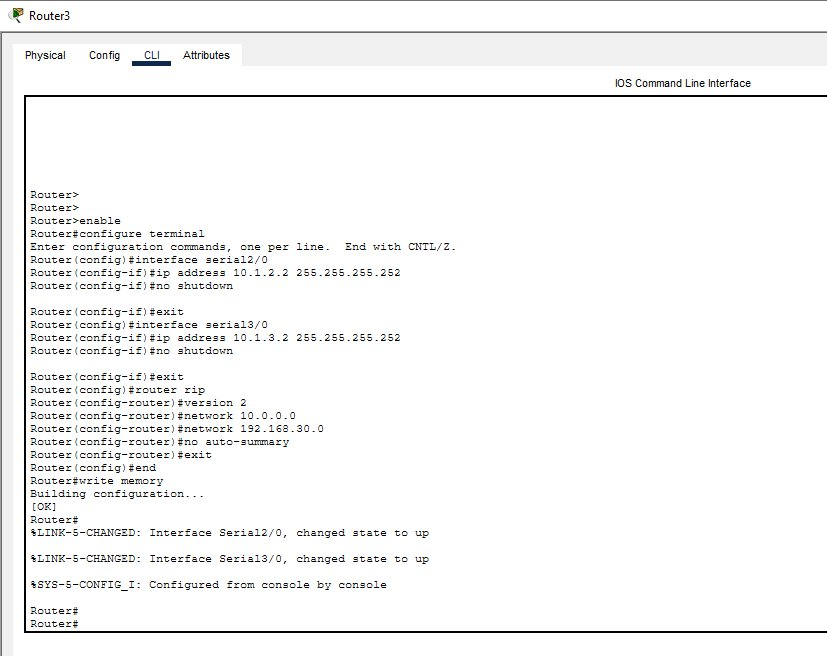 Router3
Physical Config CLI Attributes
IOS Command Line Interface
Router>
Router>
Router>enable
Router#configure terminal
Enter configuration commands, one per line.  End with CNTL/Z.
Router(config)#interface serial2/0
Router(config-if)#ip address 10.1.2.2 255.255.255.252
Router(config-if)#no shutdown
Router(config-if)#exit
Router(config)#interface serial3/0
Router(config-if)#ip address 10.1.3.2 255.255.255.252
Router(config-if)#no shutdown
Router(config-if)#exit
Router(config)#router rip
Router(config-router)#version 2
Router(config-router)#network 10.0.0.0
Router(config-router)#network 192.168.30.0
Router(config-router)#no auto-summary
Router(config-router)#exit
Router(config)#end
Router#write memory
Building configuration...
[OK]
Router#
%LINK-5-CHANGED: Interface Serial2/0, changed state to up
%LINK-5-CHANGED: Interface Serial3/0, changed state to up
%SYS-5-CONFIG_I: Configured from console by console
Router#
Router#